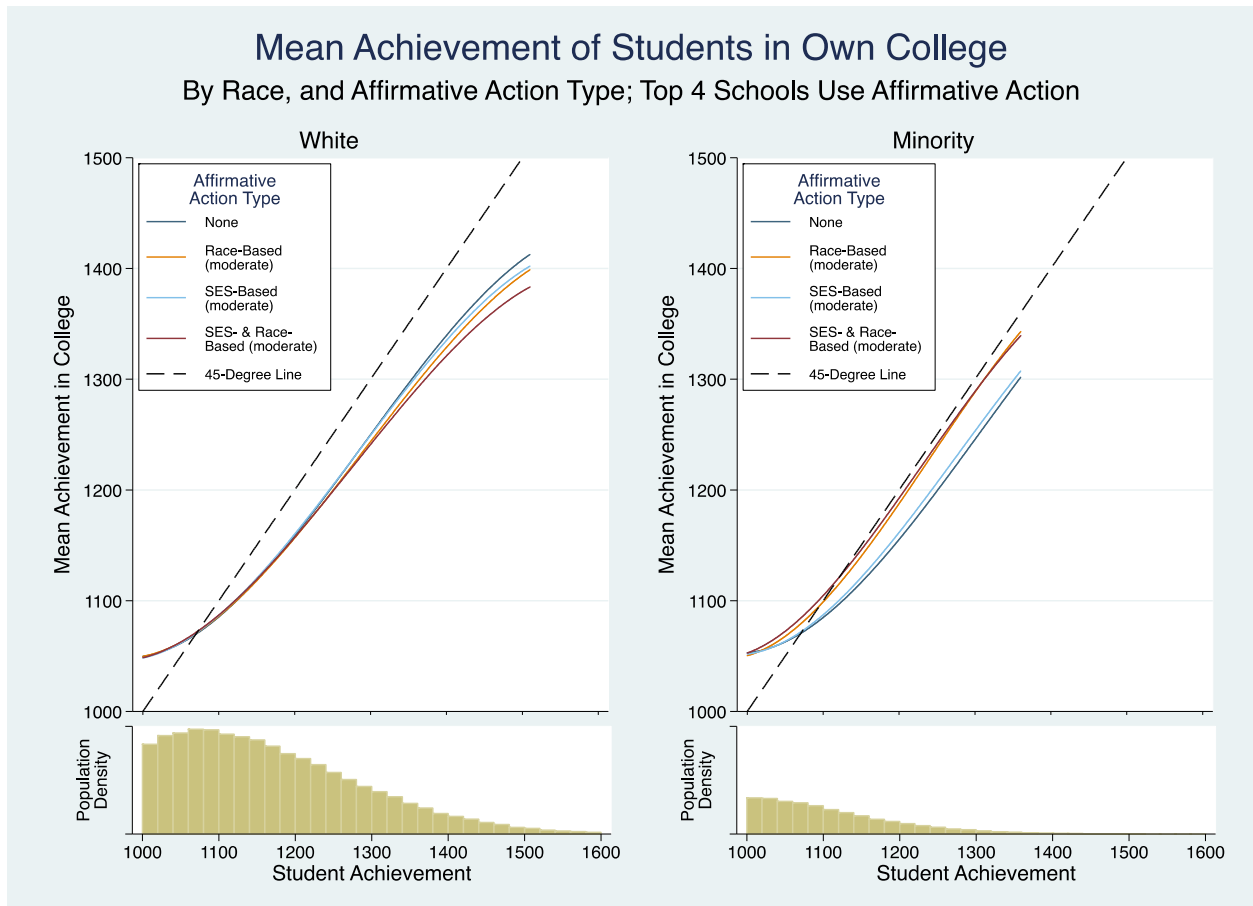 Mean Achievement of Students in Own College
By Race, and Affirmative Action Type; Top 4 Schools Use Affirmative Action
White
1500
1400
1300
1200
1100
1000
Mean Achievement in College
Affirmative
Action Type
None
Race-Based
(moderate)
SES-Based
(moderate)
SES- & Race-
Based (moderate)
45-Degree Line
Population
Density
1000 1100 1200 1300 1400 1500 1600
Student Achievement
Minority
1500
1400
1300
1200
1100
1000
Mean Achievement in College
Affirmative
Action Type
None
Race-Based
(moderate)
SES-Based
(moderate)
SES- & Race-
Based (moderate)
45-Degree Line
Population
Density
1000 1100 1200 1300 1400 1500 1600
Student Achievement